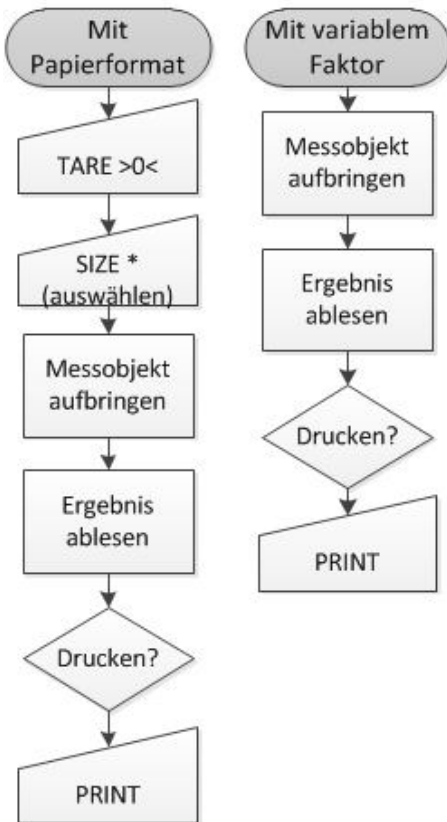 Mit
Papierformat
TARE >0<
SIZE *
(auswählen)
Messobjekt
aufbringen
Ergebnis
ablesen
Drucken?
PRINT
Mit variablem
Faktor
Messobjekt
aufbringen
Ergebnis
ablesen
Drucken?
PRINT